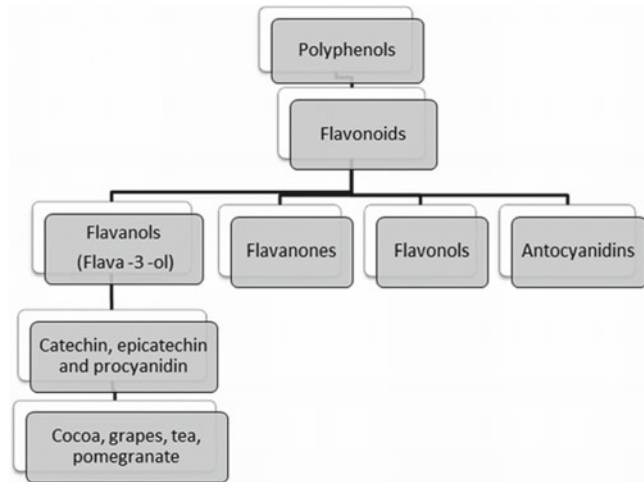 Polyphenols
Flavonoids
Flavanols
(Flava -3 -ol)
Flavanones
Flavonols
Antocyanidins
Catechin, epicatechin
and procyanidin
Cocoa, grapes, tea,
pomegranate